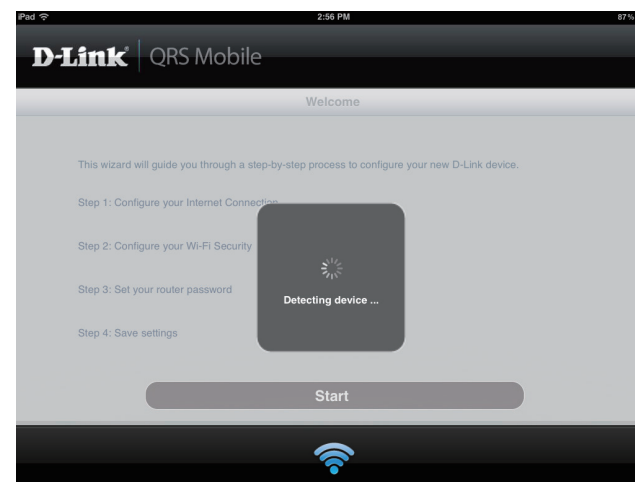 iPad 2:56 PM 87%
D-Link QRS Mobile
Welcome
This wizard will guide you through a step-by-step process to configure your new D-Link device.
Step 1: Configure your Internet Connection
Step 2: Configure your Wi-Fi Security
Detecting device ...
Step 3: Set your router password
Step 4: Save settings
Start